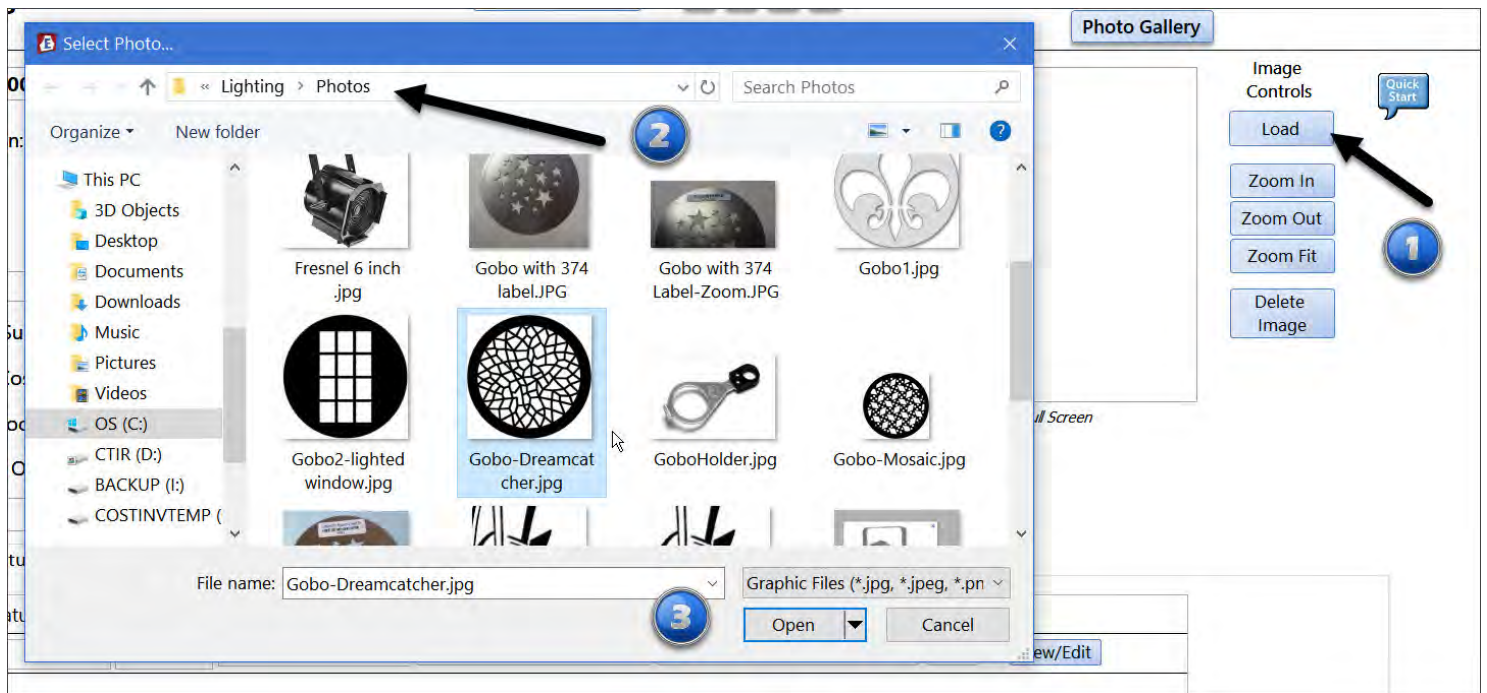 Photo Gallery
Select Photo...
« Lighting > Photos
Search Photos
Image
Controls
Quick
Start
Load
2
Organize
New folder
?
n:
00
This PC
3D Objects
Desktop
Documents
Downloads
Music
Pictures
Videos
OS (C:)
CTIR (D:)
BACKUP (I:)
COSTINVTEMP (
Fresnel 6 inch
.jpg
Gobo with 374
label.JPG
Gobo with 374
Label-Zoom.JPG
Gobo1.jpg
Gobo2-lighted
window.jpg
Gobo-Dreamcat
cher.jpg
GoboHolder.jpg
Gobo-Mosaic.jpg
Zoom In
Zoom Out
Zoom Fit
1
Delete
Image
ull Screen
File name:
Gobo-Dreamcatcher.jpg
Graphic Files (*.jpg, *.jpeg, *.pn
3
Open
Cancel
ew/Edit